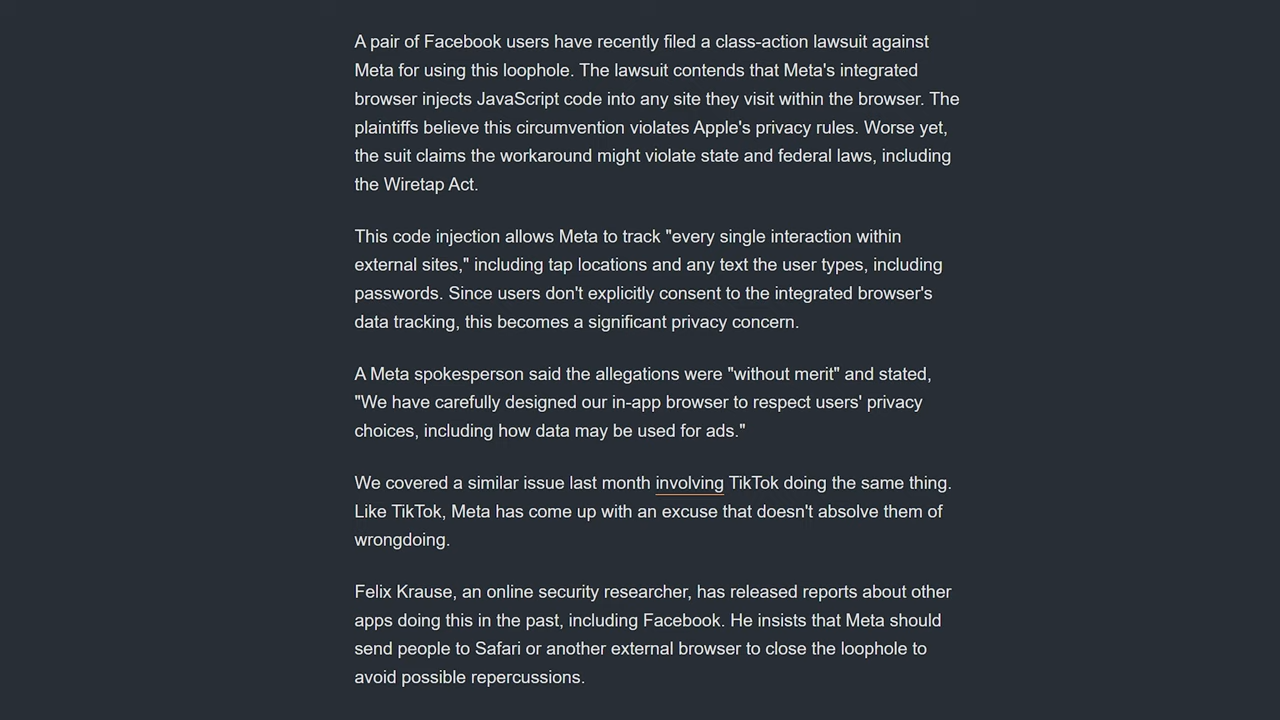 A pair of Facebook users have recently filed a class-action lawsuit against
Meta for using this loophole. The lawsuit contends that Meta's integrated
browser injects JavaScript code into any site they visit within the browser. The
plaintiffs believe this circumvention violates Apple's privacy rules. Worse yet,
the suit claims the workaround might violate state and federal laws, including
the Wiretap Act.
This code injection allows Meta to track "every single interaction within
external sites," including tap locations and any text the user types, including
passwords. Since users don't explicitly consent to the integrated browser's
data tracking, this becomes a significant privacy concern.
A Meta spokesperson said the allegations were "without merit" and stated,
"We have carefully designed our in-app browser to respect users' privacy
choices, including how data may be used for ads."
We covered a similar issue last month involving TikTok doing the same thing.
Like TikTok, Meta has come up with an excuse that doesn't absolve them of
wrongdoing.
Felix Krause, an online security researcher, has released reports about other
apps doing this in the past, including Facebook. He insists that Meta should
send people to Safari or another external browser to close the loophole to
avoid possible repercussions.